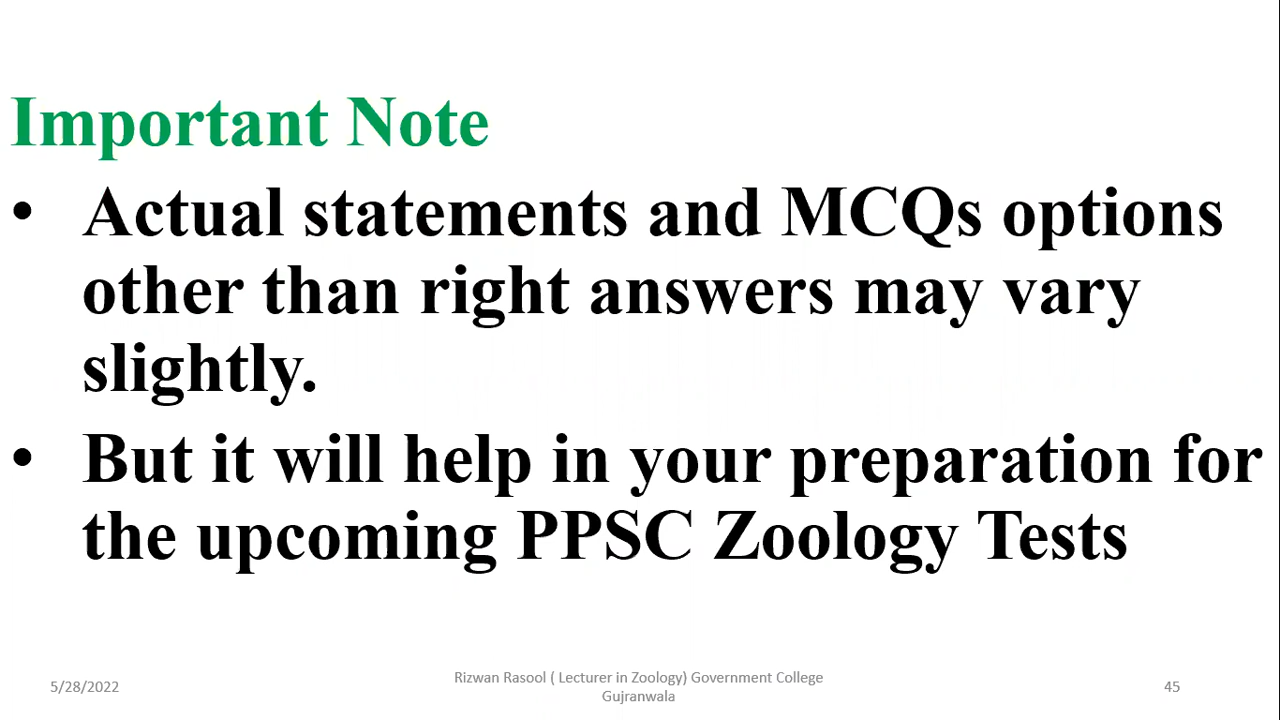 Important Note
• Actual statements and MCQs options
other than right answers may vary
slightly.
• But it will help in your preparation for
the upcoming PPSC Zoology Tests
5/28/2022
Rizwan Rasool ( Lecturer in Zoology) Government College
Gujranwala
45